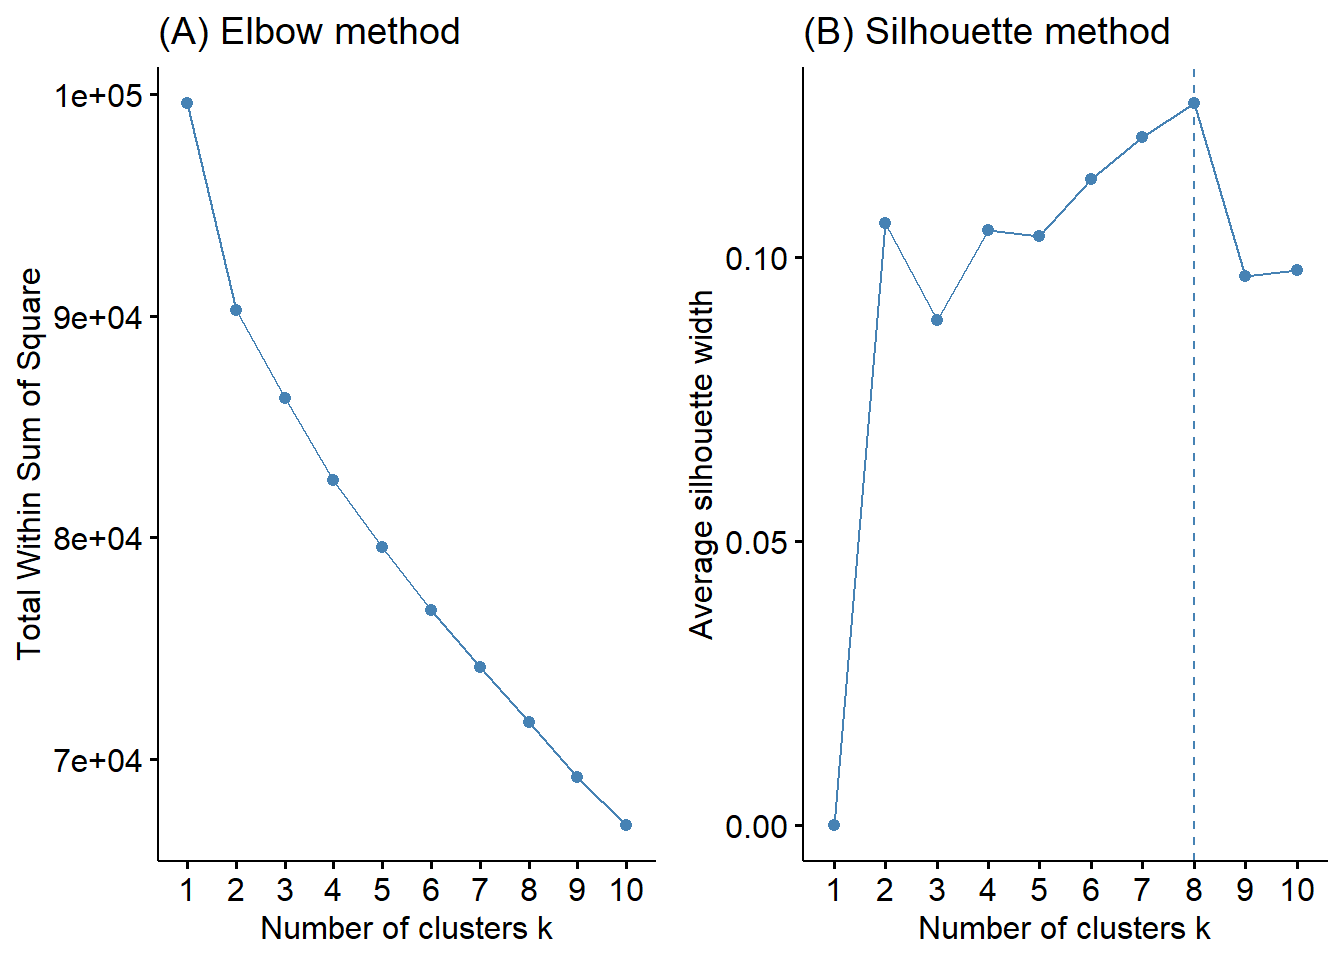 (A) Elbow method
Total Within Sum of Square
1e+05
9e+04
8e+04
7e+04
1 2 3 4 5 6 7 8 9 10
Number of clusters k
(B) Silhouette method
Average silhouette width
0.10
0.05
0.00
1 2 3 4 5 6 7 8 9 10
Number of clusters k